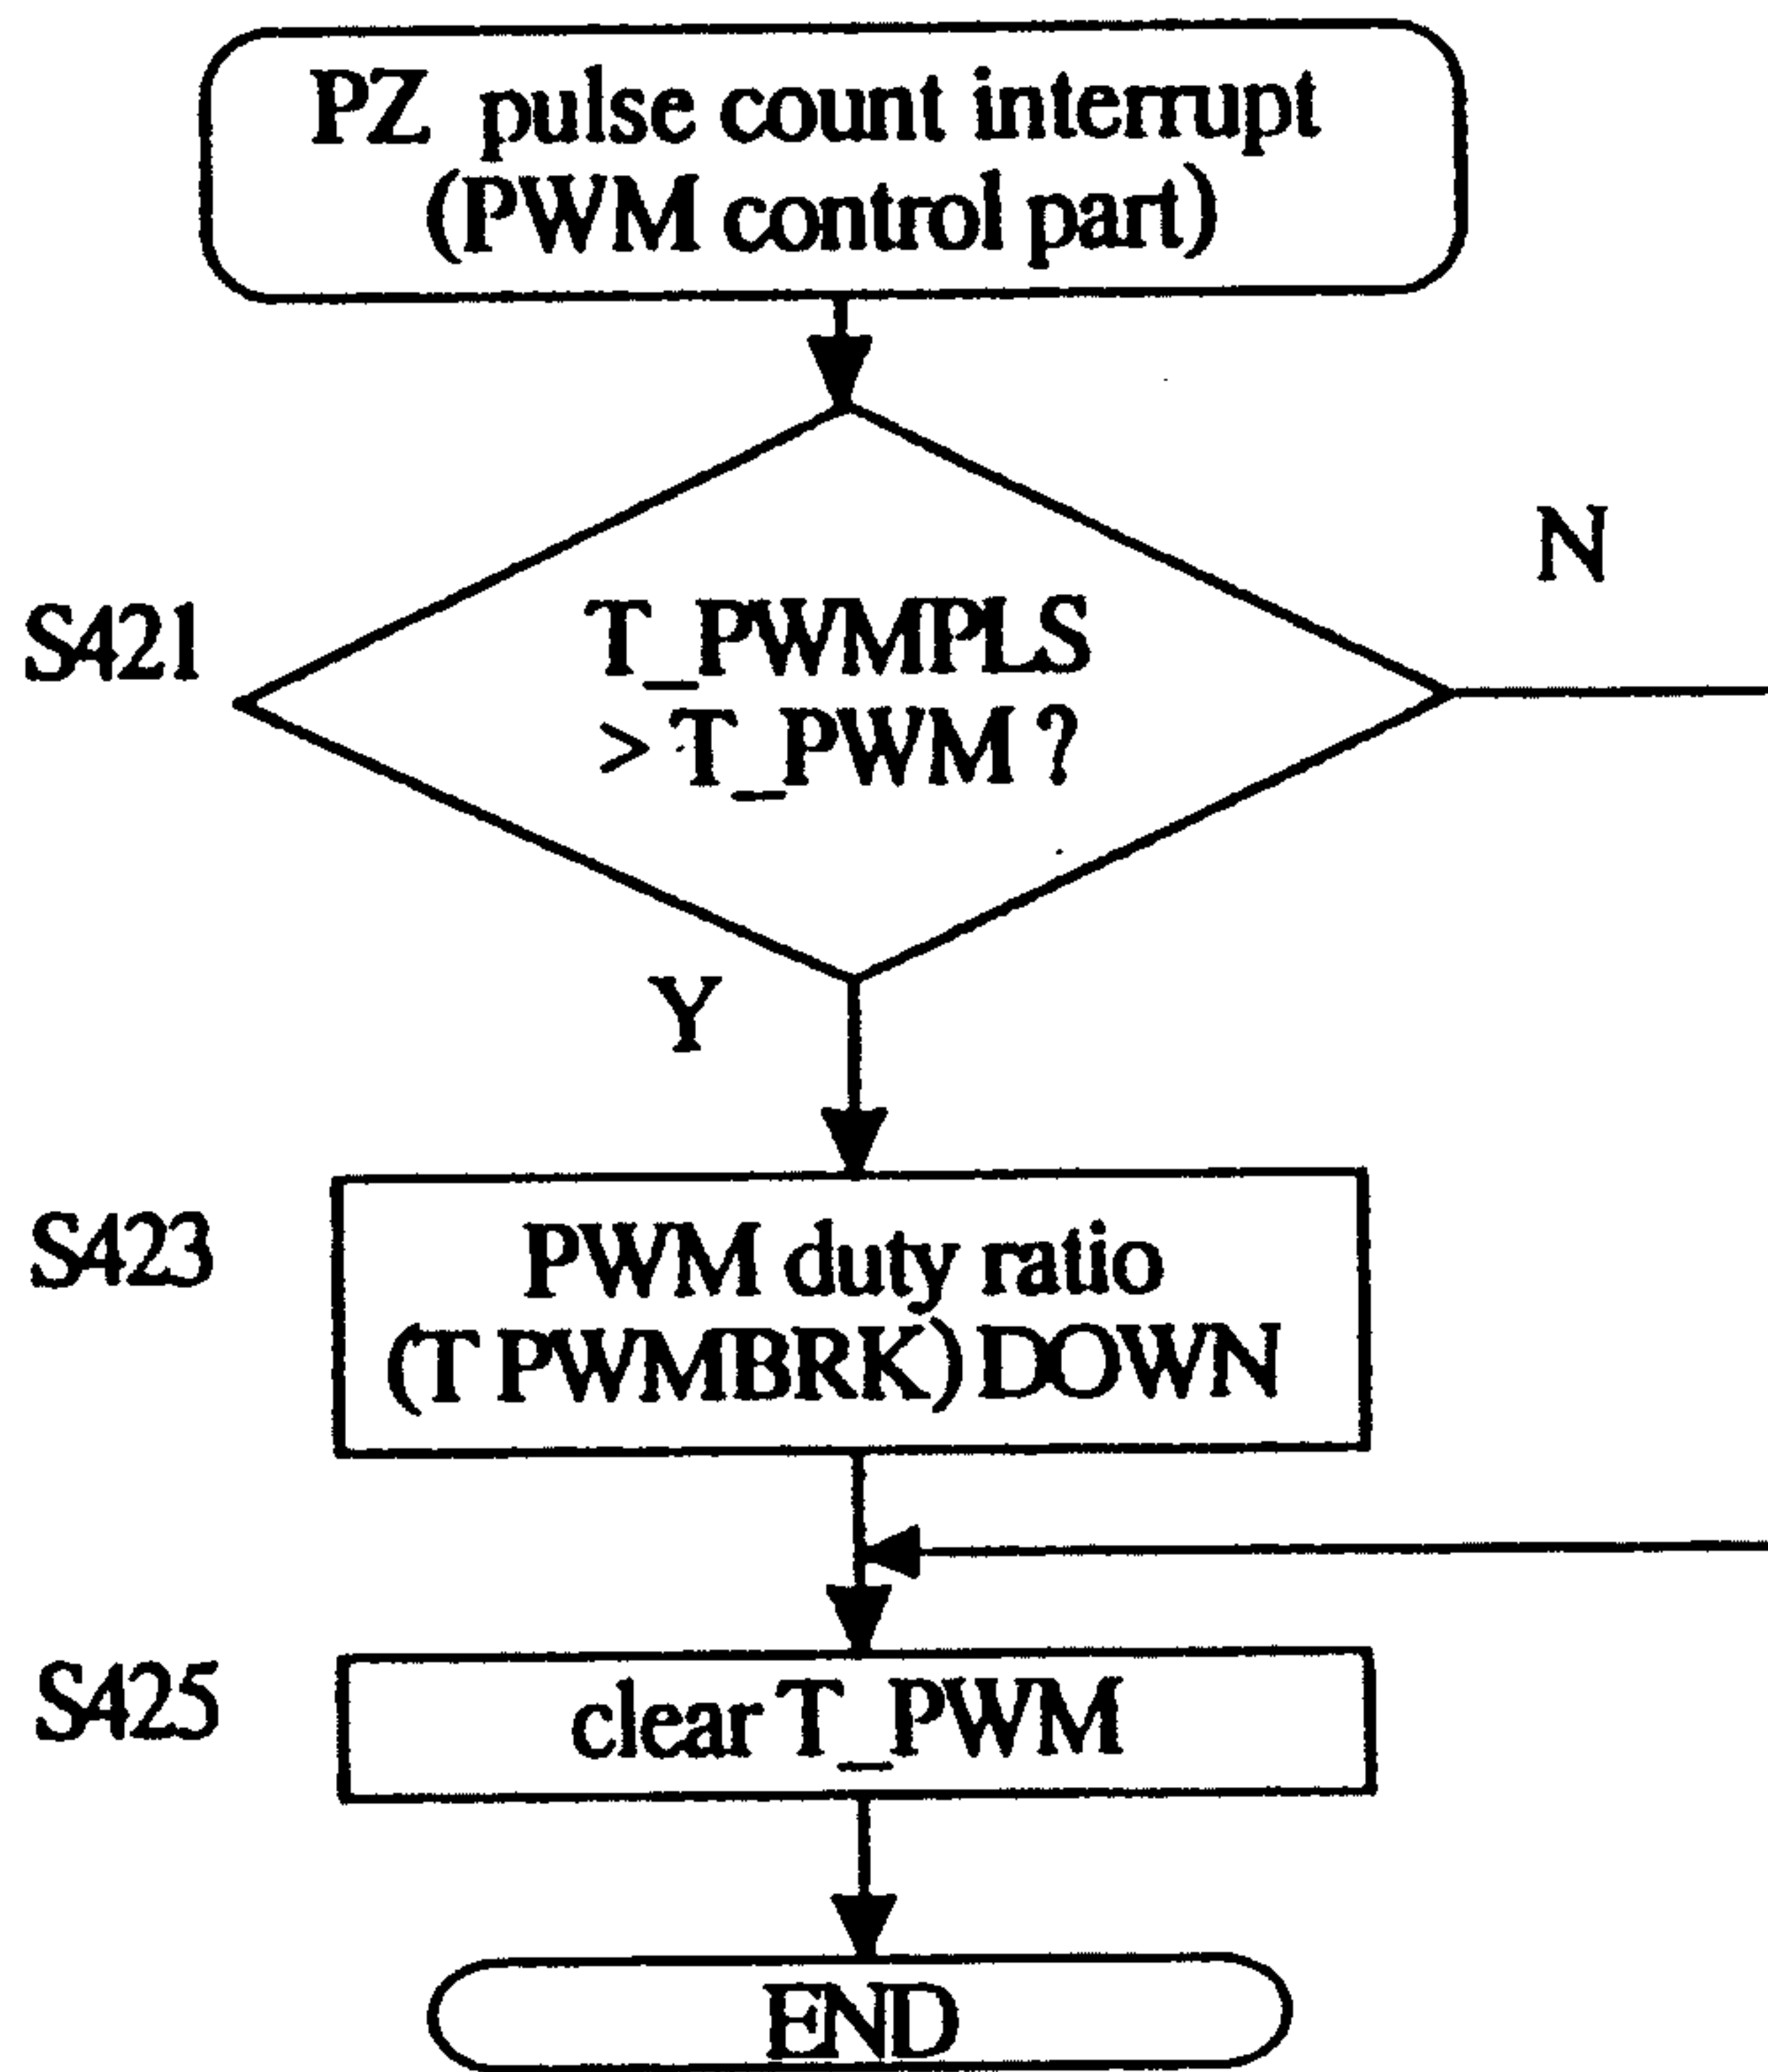 PZ pulse count interrupt
(PWM control part)
N
S421
T_PWMPLS
> T_PWM ?
Y
S423
PWM duty ratio
(T PWMBRK) DOWN
S425
clear T_PWM
END